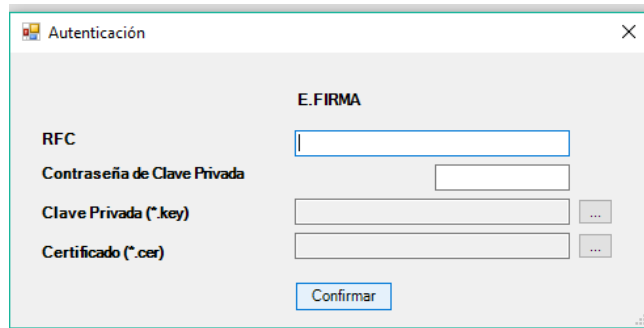 Autenticación
E.FIRMA
RFC
Contraseña de Clave Privada
Clave Privada (*.key)
...
Certificado (*.cer)
...
Confirmar